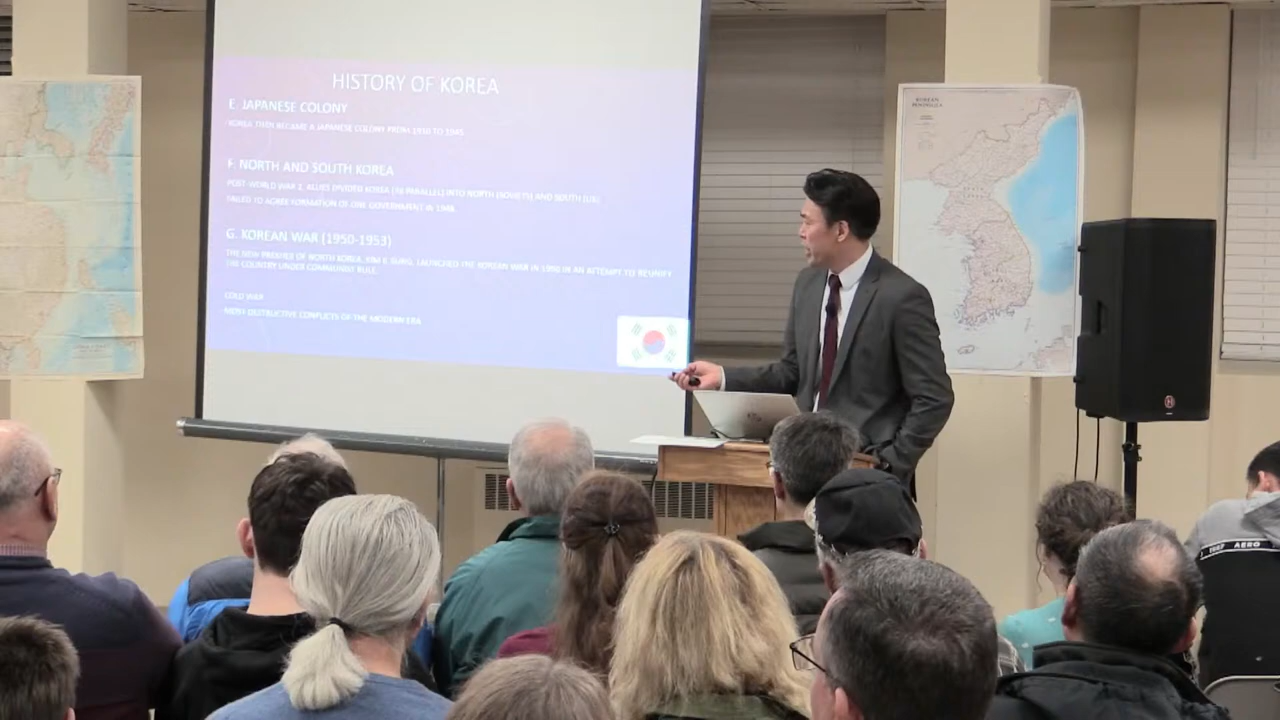 HISTORY OF KOREA
E. JAPANESE COLONY
KOREA THEN BECAME A JAPANESE COLONY FROM 1910 TO 1945
F. NORTH AND SOUTH KOREA
POST-WORLD WAR 2, ALLIES DIVIDED KOREA (38 PARALLEL) INTO NORTH (SOVIET) AND SOUTH (US)
FAILED TO AGREE FORMATION OF ONE GOVERNMENT IN 1948
G. KOREAN WAR (1950-1953)
THE NEW PREMIER OF NORTH KOREA, KIM IL SUNG, LAUNCHED THE KOREAN WAR IN 1950 IN AN ATTEMPT TO REUNIFY
THE COUNTRY UNDER COMMUNIST RULE.
COLD WAR
MOST DESTRUCTIVE CONFLICTS OF THE MODERN ERA
KOREAN
PENINSULA
AERO